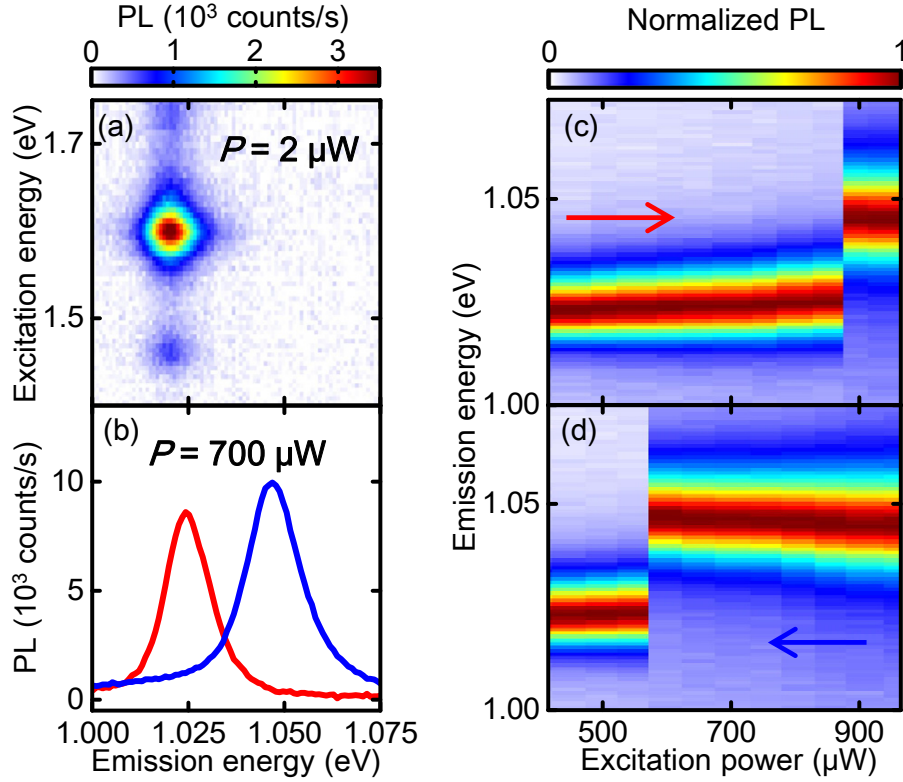 PL (10³ counts/s)
0 1 2 3
(a)
P = 2 µW
Excitation energy (eV)
1.7
1.5
(b)
P = 700 µW
PL (10³ counts/s)
10
5
0
1.000 1.025 1.050 1.075
Emission energy (eV)
Normalized PL
0 1
(c)
1.05
1.00
Emission energy (eV)
(d)
1.05
1.00
500 700 900
Excitation power (µW)